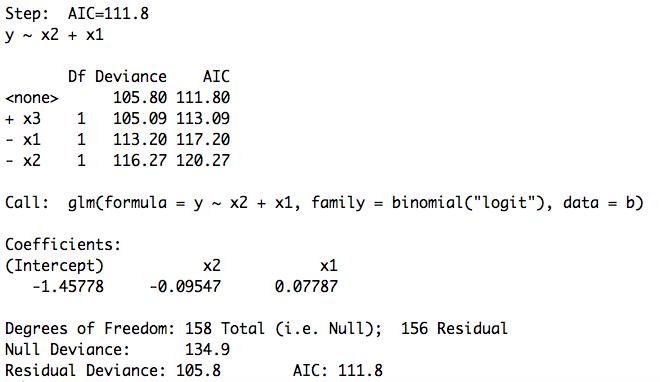 Step:  AIC=111.8
y ~ x2 + x1

       Df Deviance    AIC
<none>      105.80 111.80
+ x3    1   105.09 113.09
- x1    1   113.20 117.20
- x2    1   116.27 120.27

Call:  glm(formula = y ~ x2 + x1, family = binomial("logit"), data = b)

Coefficients:
(Intercept)           x2           x1
   -1.45778     -0.09547      0.07787

Degrees of Freedom: 158 Total (i.e. Null);  156 Residual
Null Deviance:      134.9
Residual Deviance: 105.8        AIC: 111.8